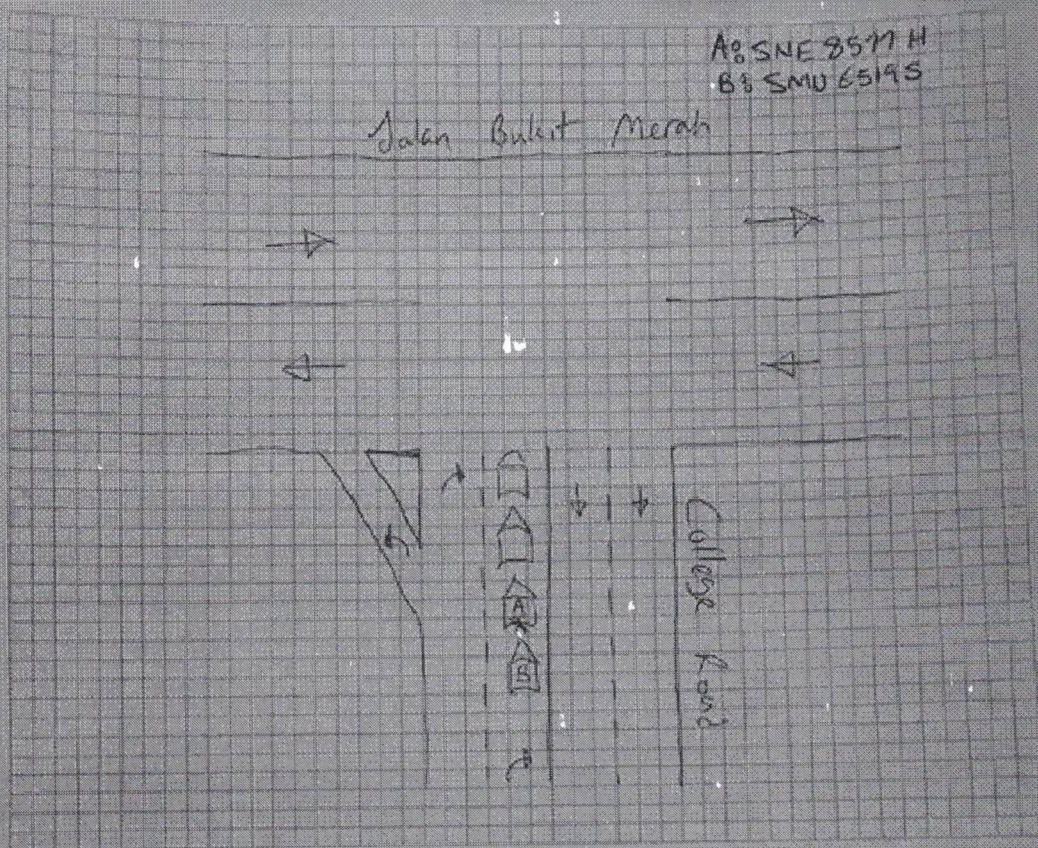 A: SNE 8577 H
B: SMU 6519S
Jalan Bukit Merah
College Road
A
B